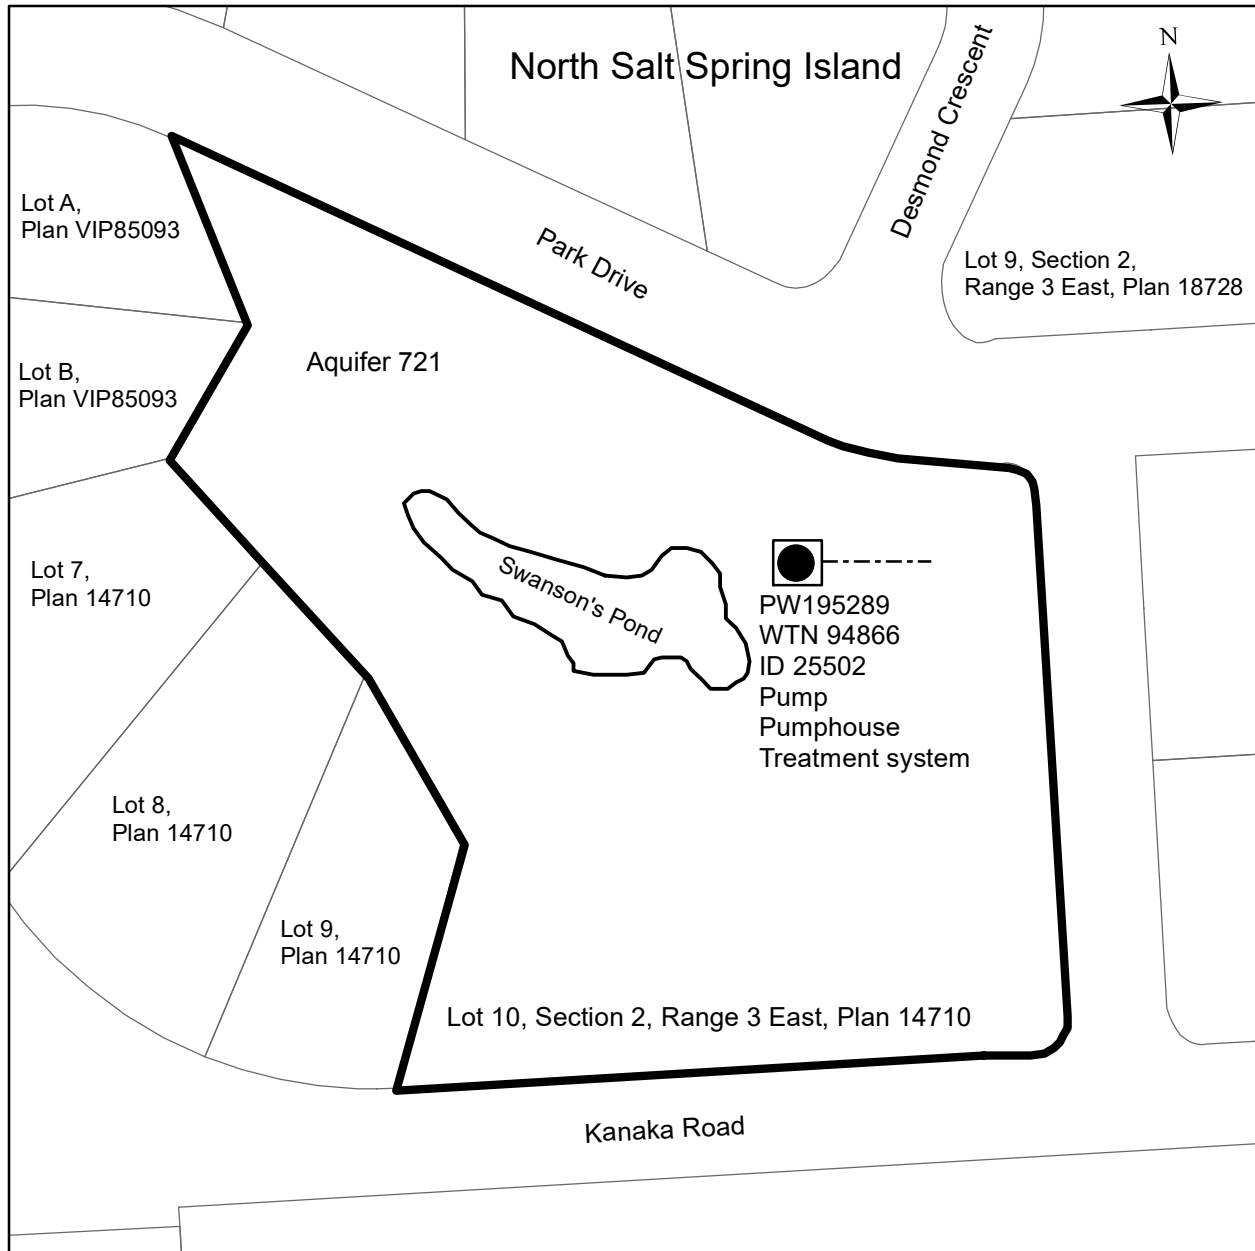 North Salt Spring Island
N
Desmond Crescent
Lot A,
Plan VIP85093
Park Drive
Lot 9, Section 2,
Range 3 East, Plan 18728
Aquifer 721
Lot B,
Plan VIP85093
Lot 7,
Plan 14710
Swanson's Pond
PW195289
WTN 94866
ID 25502
Pump
Pumphouse
Treatment system
Lot 8,
Plan 14710
Lot 9,
Plan 14710
Lot 10, Section 2, Range 3 East, Plan 14710
Kanaka Road